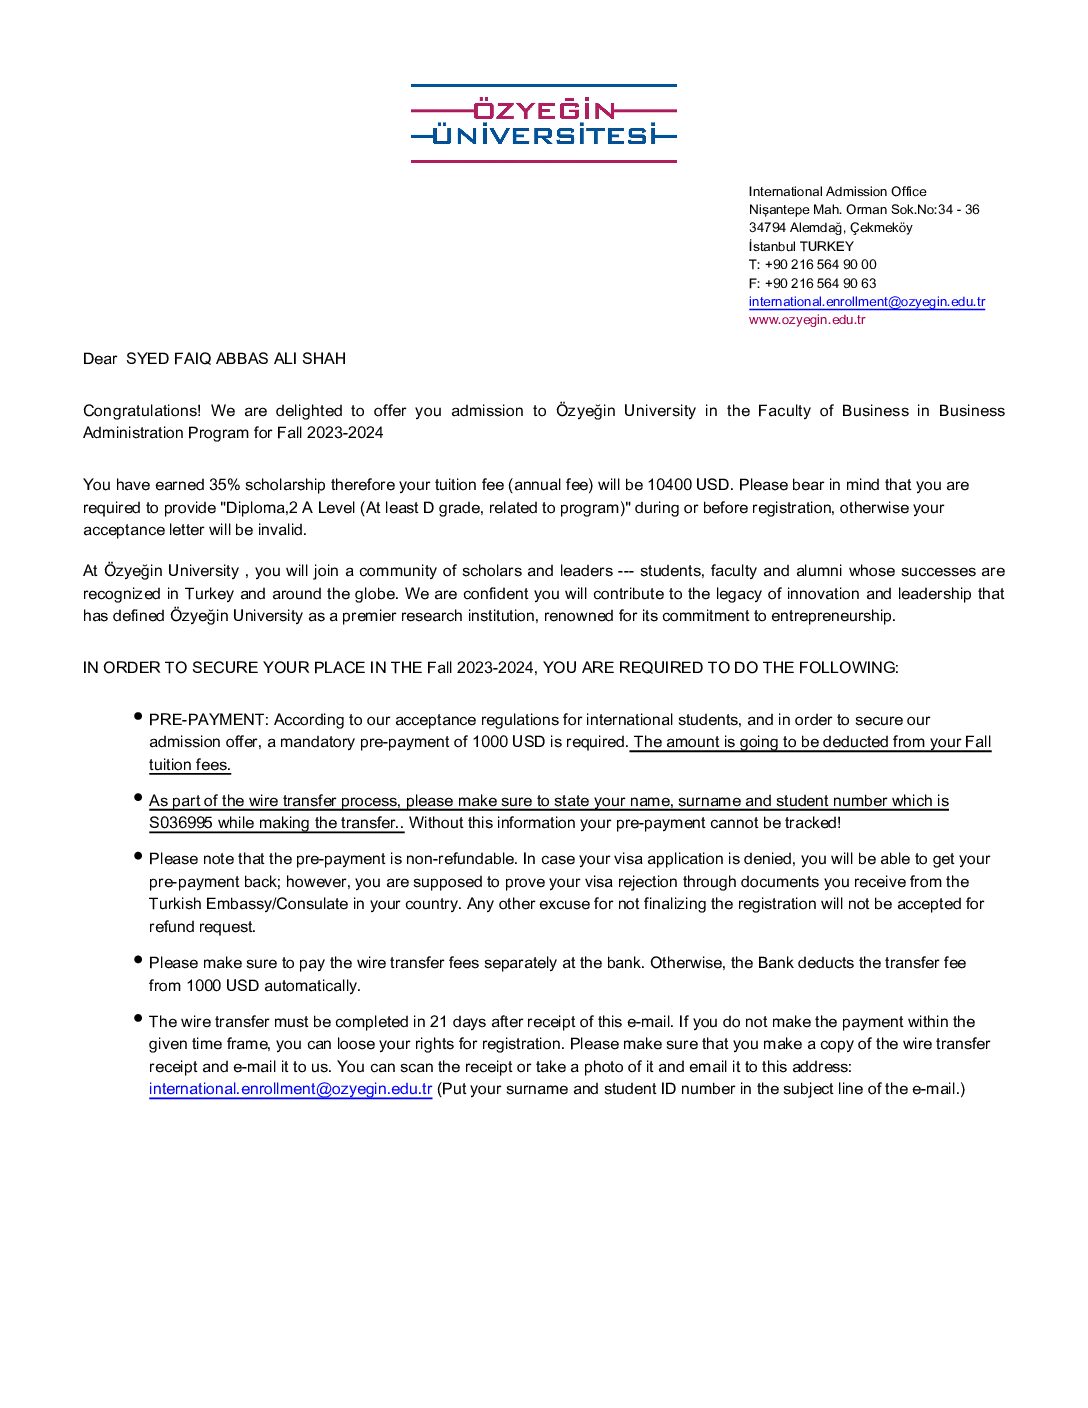 ÖZYEĞİN
ÜNİVERSİTESİ
International Admission Office
Nişantepe Mah. Orman Sok.No:34 - 36
34794 Alemdağ, Çekmeköy
İstanbul TURKEY
T: +90 216 564 90 00
F: +90 216 564 90 63
international.enrollment@ozyegin.edu.tr
www.ozyegin.edu.tr
Dear SYED FAIQ ABBAS ALI SHAH
Congratulations! We are delighted to offer you admission to Özyeğin University in the Faculty of Business in Business
Administration Program for Fall 2023-2024
You have earned 35% scholarship therefore your tuition fee (annual fee) will be 10400 USD. Please bear in mind that you are
required to provide "Diploma,2 A Level (At least D grade, related to program)" during or before registration, otherwise your
acceptance letter will be invalid.
At Özyeğin University , you will join a community of scholars and leaders --- students, faculty and alumni whose successes are
recognized in Turkey and around the globe. We are confident you will contribute to the legacy of innovation and leadership that
has defined Özyeğin University as a premier research institution, renowned for its commitment to entrepreneurship.
IN ORDER TO SECURE YOUR PLACE IN THE Fall 2023-2024, YOU ARE REQUIRED TO DO THE FOLLOWING:
• PRE-PAYMENT: According to our acceptance regulations for international students, and in order to secure our
admission offer, a mandatory pre-payment of 1000 USD is required. The amount is going to be deducted from your Fall
tuition fees.
• As part of the wire transfer process, please make sure to state your name, surname and student number which is
S036995 while making the transfer.. Without this information your pre-payment cannot be tracked!
• Please note that the pre-payment is non-refundable. In case your visa application is denied, you will be able to get your
pre-payment back; however, you are supposed to prove your visa rejection through documents you receive from the
Turkish Embassy/Consulate in your country. Any other excuse for not finalizing the registration will not be accepted for
refund request.
• Please make sure to pay the wire transfer fees separately at the bank. Otherwise, the Bank deducts the transfer fee
from 1000 USD automatically.
• The wire transfer must be completed in 21 days after receipt of this e-mail. If you do not make the payment within the
given time frame, you can loose your rights for registration. Please make sure that you make a copy of the wire transfer
receipt and e-mail it to us. You can scan the receipt or take a photo of it and email it to this address:
international.enrollment@ozyegin.edu.tr (Put your surname and student ID number in the subject line of the e-mail.)